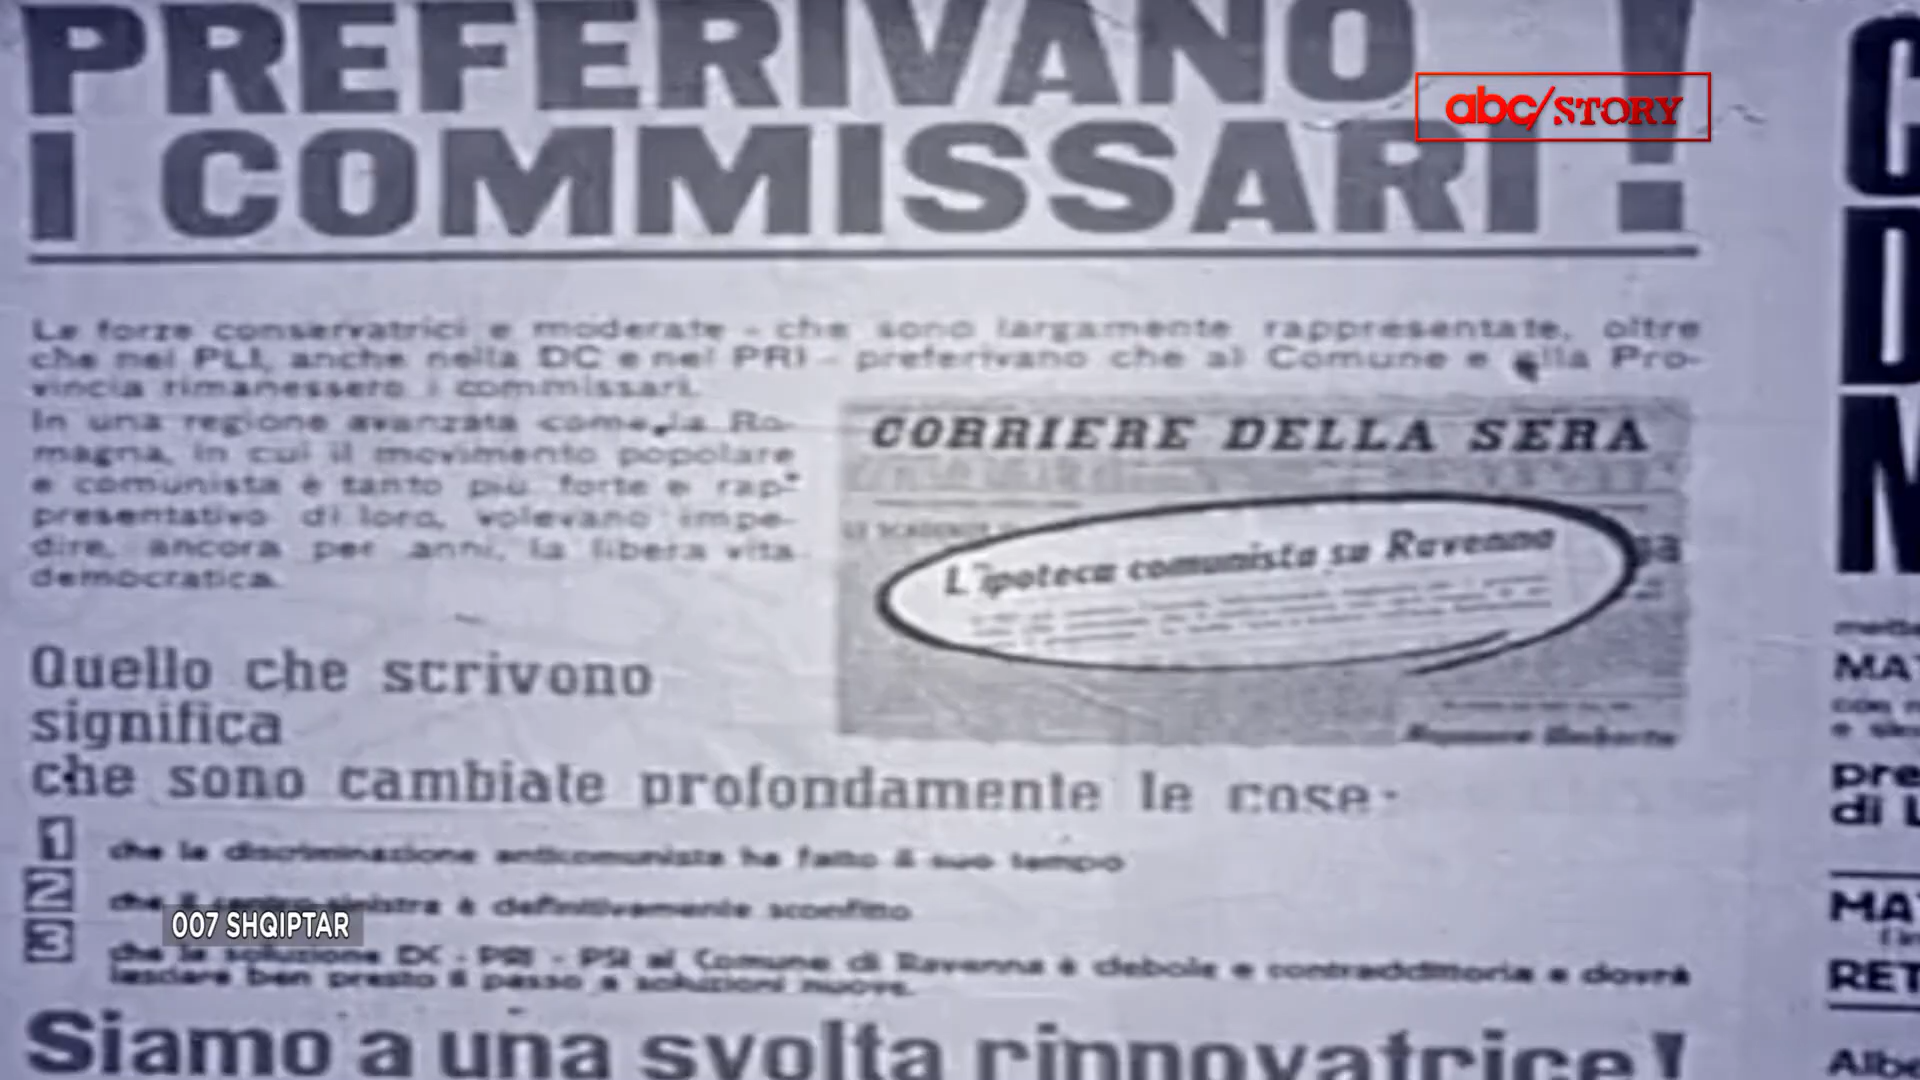 PREFERIVANO
I COMMISSARI !
abc/STORY
Le forze conservatrici e moderate - che sono largamente rappresentate, oltre
che nel PLI, anche nella DC e nel PRI - preferivano che al Comune e alla Pro-
vincia rimanessero i commissari.
In una regione avanzata come la Ro-
magna, in cui il movimento popolare
e comunista è tanto più forte e rap-
presentativo di loro, volevano impe-
dire, ancora per anni, la libera vita
democratica.
CORRIERE DELLA SERA
L'ipoteca comunista su Ravenna
Quello che scrivono
significa
che sono cambiate profondamente le cose:
1 che la discriminazione anticomunista ha fatto il suo tempo
2 che il centro-sinistra è definitivamente sconfitto
3 che la soluzione DC - PRI - PSI al Comune di Ravenna è debole e contraddittoria e dovrà
lasciare ben presto il passo a soluzioni nuove.
007 SHQIPTAR
Siamo a una svolta rinnovatrice !
C
D
M
MA
pre
di L
MA
RET
Albe